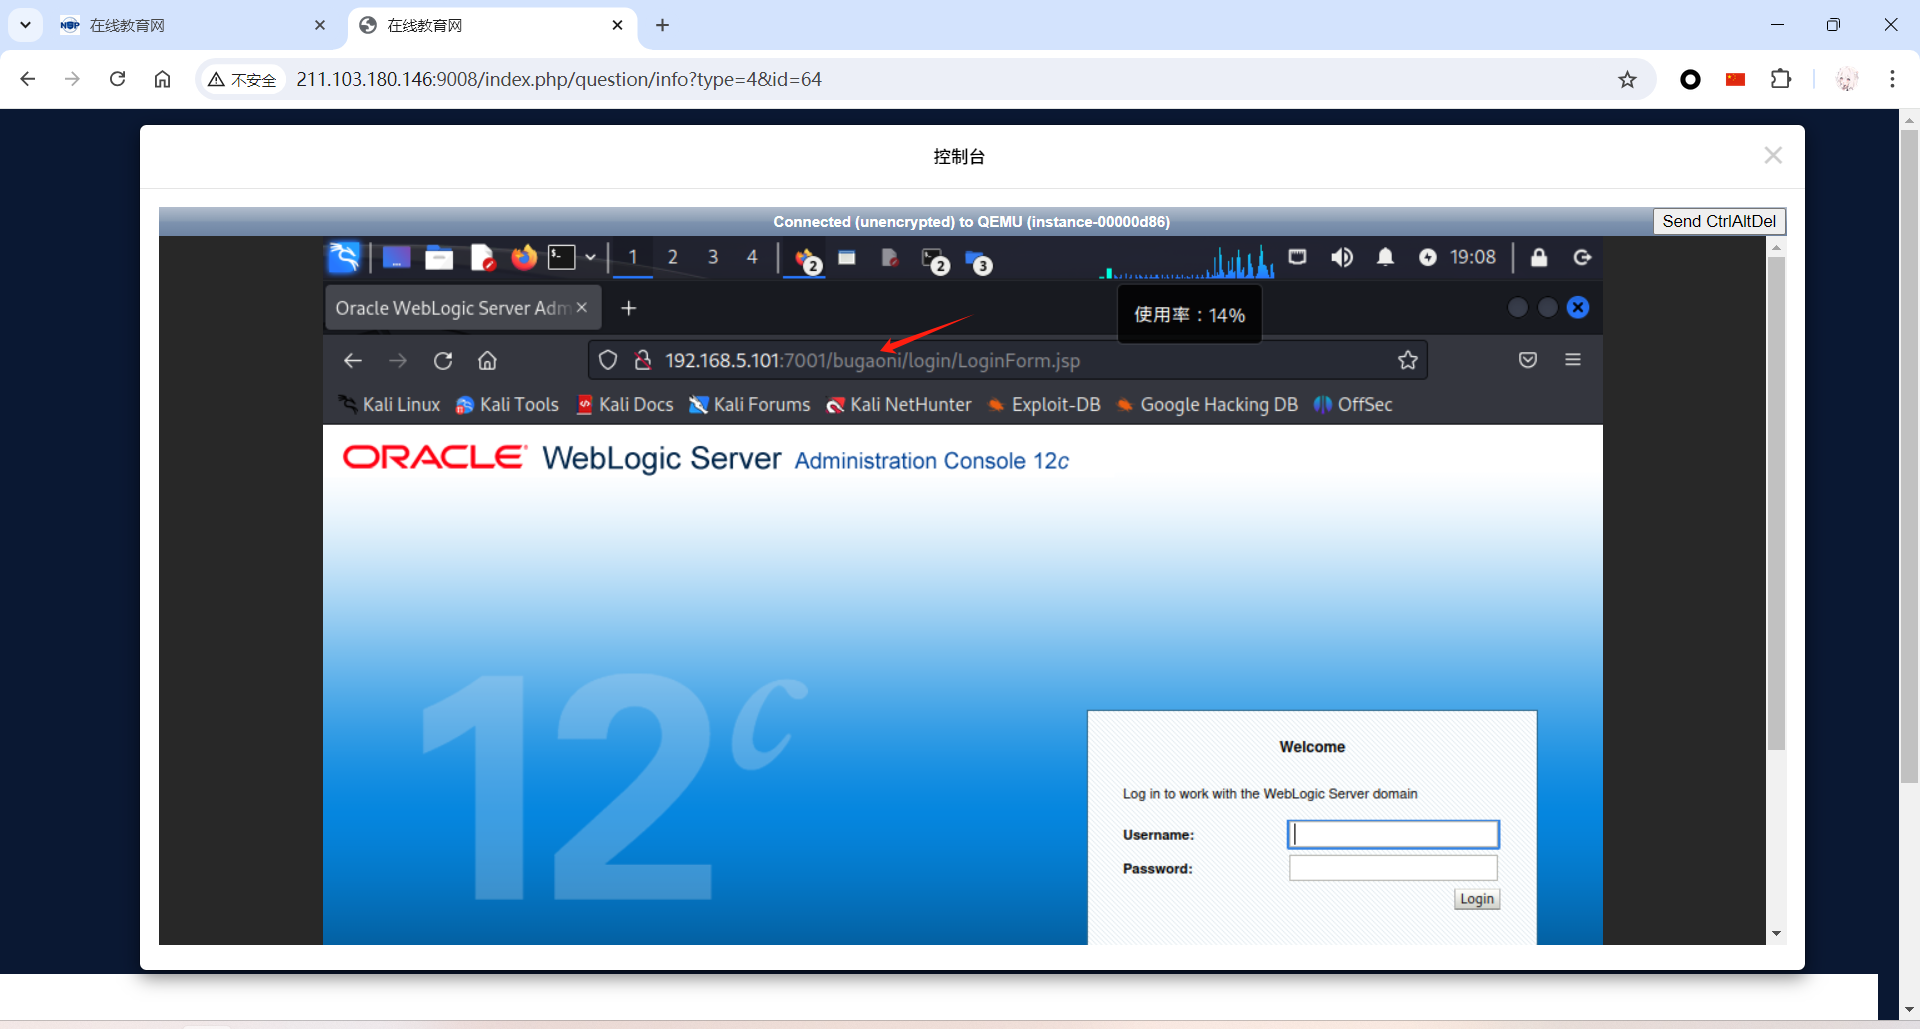 在线教育网
在线教育网
不安全
211.103.180.146:9008/index.php/question/info?type=4&id=64
控制台
Connected (unencrypted) to QEMU (instance-00000d86)
Send CtrlAltDel
1 2 3 4 2 2 3 19:08
Oracle WebLogic Server Adm
使用率：14%
192.168.5.101:7001/bugaoni/login/LoginForm.jsp
Kali Linux Kali Tools Kali Docs Kali Forums Kali NetHunter Exploit-DB Google Hacking DB OffSec
ORACLE WebLogic Server Administration Console 12c
12c
Welcome
Log in to work with the WebLogic Server domain
Username:
Password:
Login